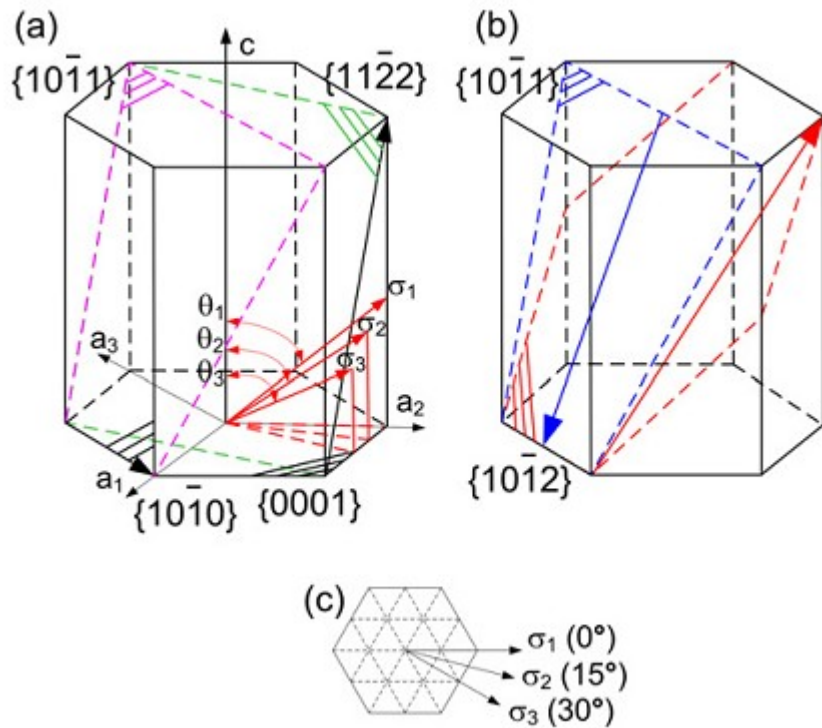 (a)
c
{101̄1}
{112̄2}
θ₁
θ₂
θ₃
σ₁
σ₂
σ₃
a₃
a₂
a₁
{101̄0}
{0001}
(b)
{101̄1}
{101̄2}
(c)
σ₁ (0°)
σ₂ (15°)
σ₃ (30°)